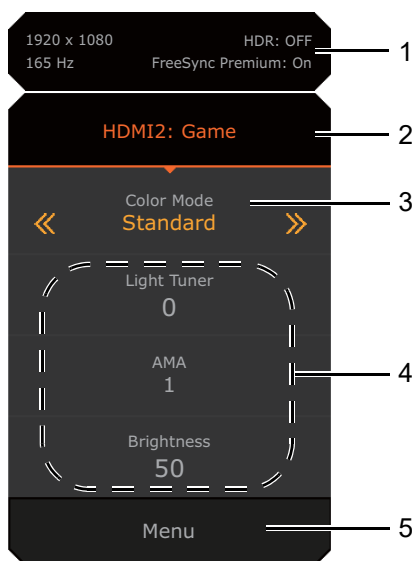 1920 x 1080 HDR: OFF
165 Hz FreeSync Premium: On
1
HDMI2: Game
2
Color Mode
3
Standard
Light Tuner
0
AMA
1
4
Brightness
50
Menu
5